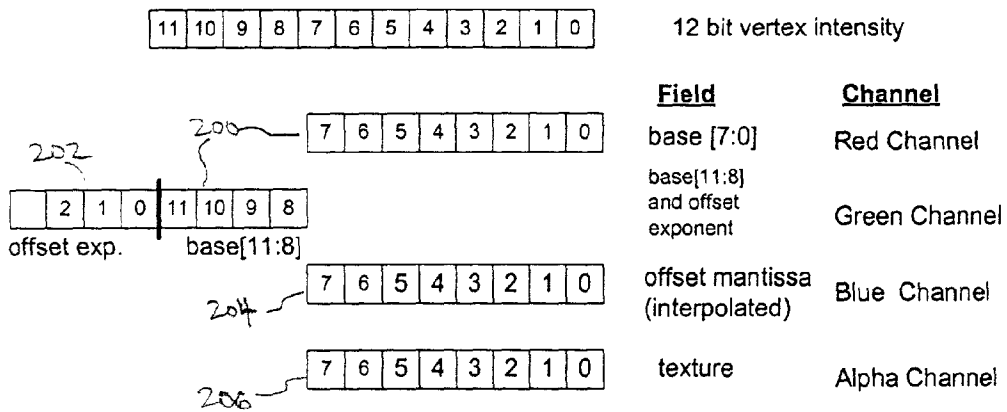 11 10 9 8 7 6 5 4 3 2 1 0 12 bit vertex intensity
Field Channel
200 7 6 5 4 3 2 1 0 base [7:0] Red Channel
202
2 1 0 11 10 9 8
offset exp. base[11:8]
base[11:8]
and offset
exponent
Green Channel
204 7 6 5 4 3 2 1 0
offset mantissa
(interpolated)
Blue Channel
206 7 6 5 4 3 2 1 0 texture Alpha Channel